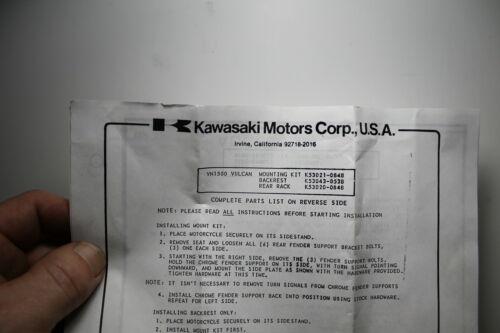 Kawasaki Motors Corp., U.S.A.
Irvine, California 92718-2016
VN1500 VULCAN MOUNTING KIT K53021-084B
BACKREST K53043-053B
REAR RACK K53020-084B
COMPLETE PARTS LIST ON REVERSE SIDE
NOTE: PLEASE READ ALL INSTRUCTIONS BEFORE STARTING INSTALLATION
INSTALLING MOUNT KIT:
1. PLACE MOTORCYCLE SECURELY ON ITS SIDESTAND.
2. REMOVE SEAT AND LOOSEN ALL (6) REAR FENDER SUPPORT BRACKET BOLTS,
(3) ONE EACH SIDE.
3. STARTING WITH THE RIGHT SIDE, REMOVE THE (3) FENDER SUPPORT BOLTS.
HOLD THE CHROME FENDER SUPPORT ON ITS SIDE, WITH TURN SIGNAL POINTING
DOWNWARD, AND MOUNT THE SIDE PLATE AS SHOWN WITH THE HARDWARE PROVIDED.
TIGHTEN HARDWARE AT THIS TIME.
NOTE: IT ISN'T NECESSARY TO REMOVE TURN SIGNALS FROM CHROME FENDER SUPPORTS
4. INSTALL CHROME FENDER SUPPORT BACK INTO POSITION USING STOCK HARDWARE.
REPEAT FOR LEFT SIDE.
INSTALLING BACKREST ONLY:
1. PLACE MOTORCYCLE SECURELY ON ITS SIDESTAND.
2. INSTALL MOUNT KIT FIRST.